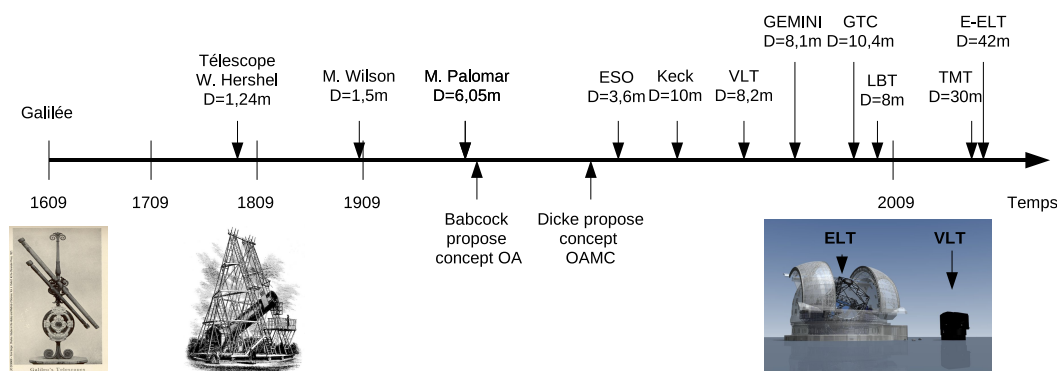 Galilée
Télescope
W. Hershel
D=1,24m
M. Wilson
D=1,5m
M. Palomar
D=6,05m
ESO
D=3,6m
Keck
D=10m
VLT
D=8,2m
GEMINI
D=8,1m
GTC
D=10,4m
LBT
D=8m
E-ELT
D=42m
TMT
D=30m
1609
1709
1809
1909
2009
Temps
Babcock
propose
concept OA
Dicke propose
concept
OAMC
ELT
VLT
Galileo's Telescopes